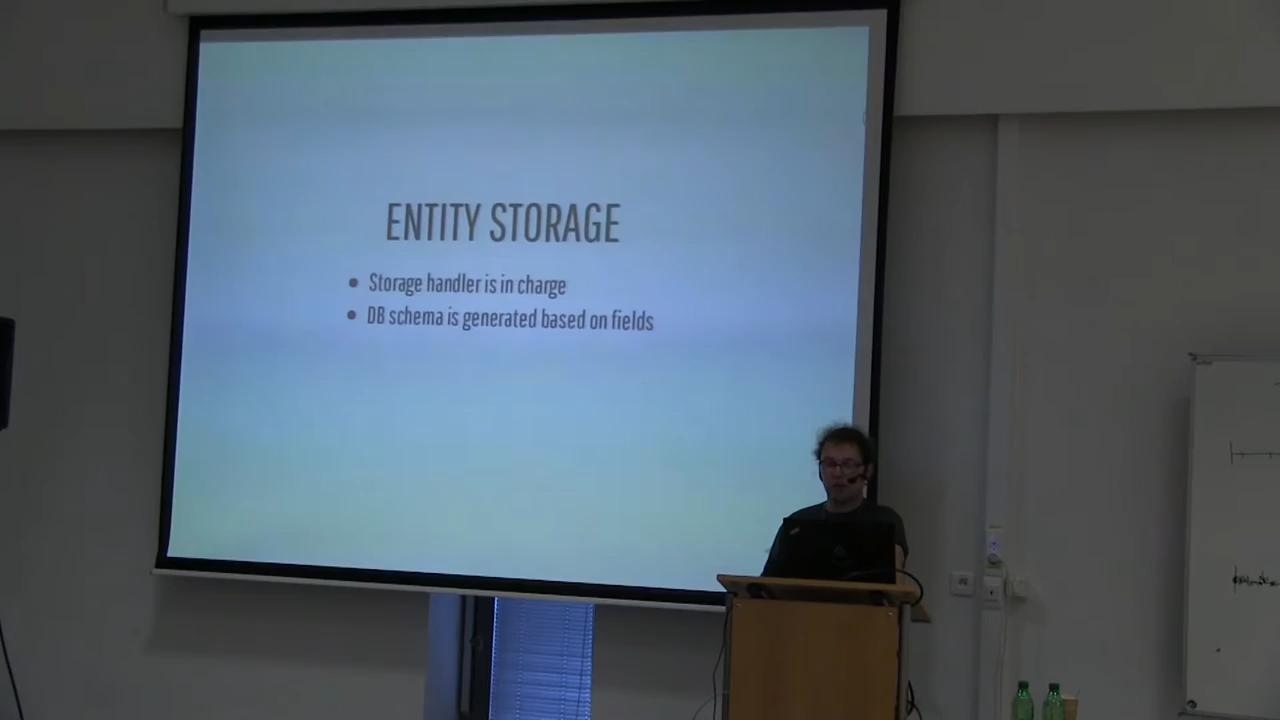 ENTITY STORAGE
Storage handler is in charge
DB schema is generated based on fields